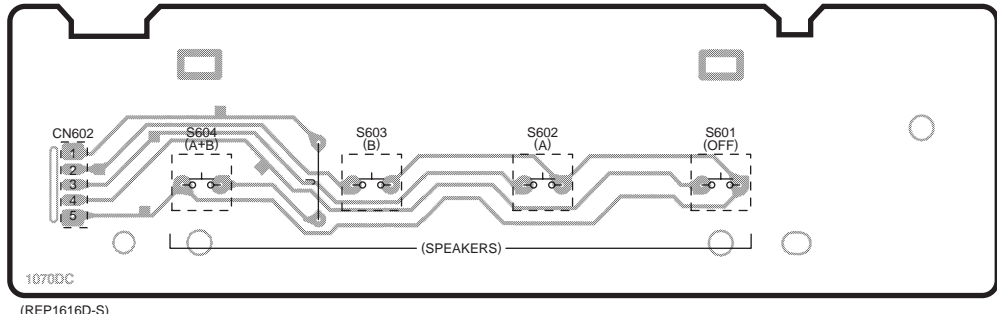 CN602
1
2
3
4
5
S604
(A+B)
S603
(B)
S602
(A)
S601
(OFF)
(SPEAKERS)
1070DC
(REP1616D-S)